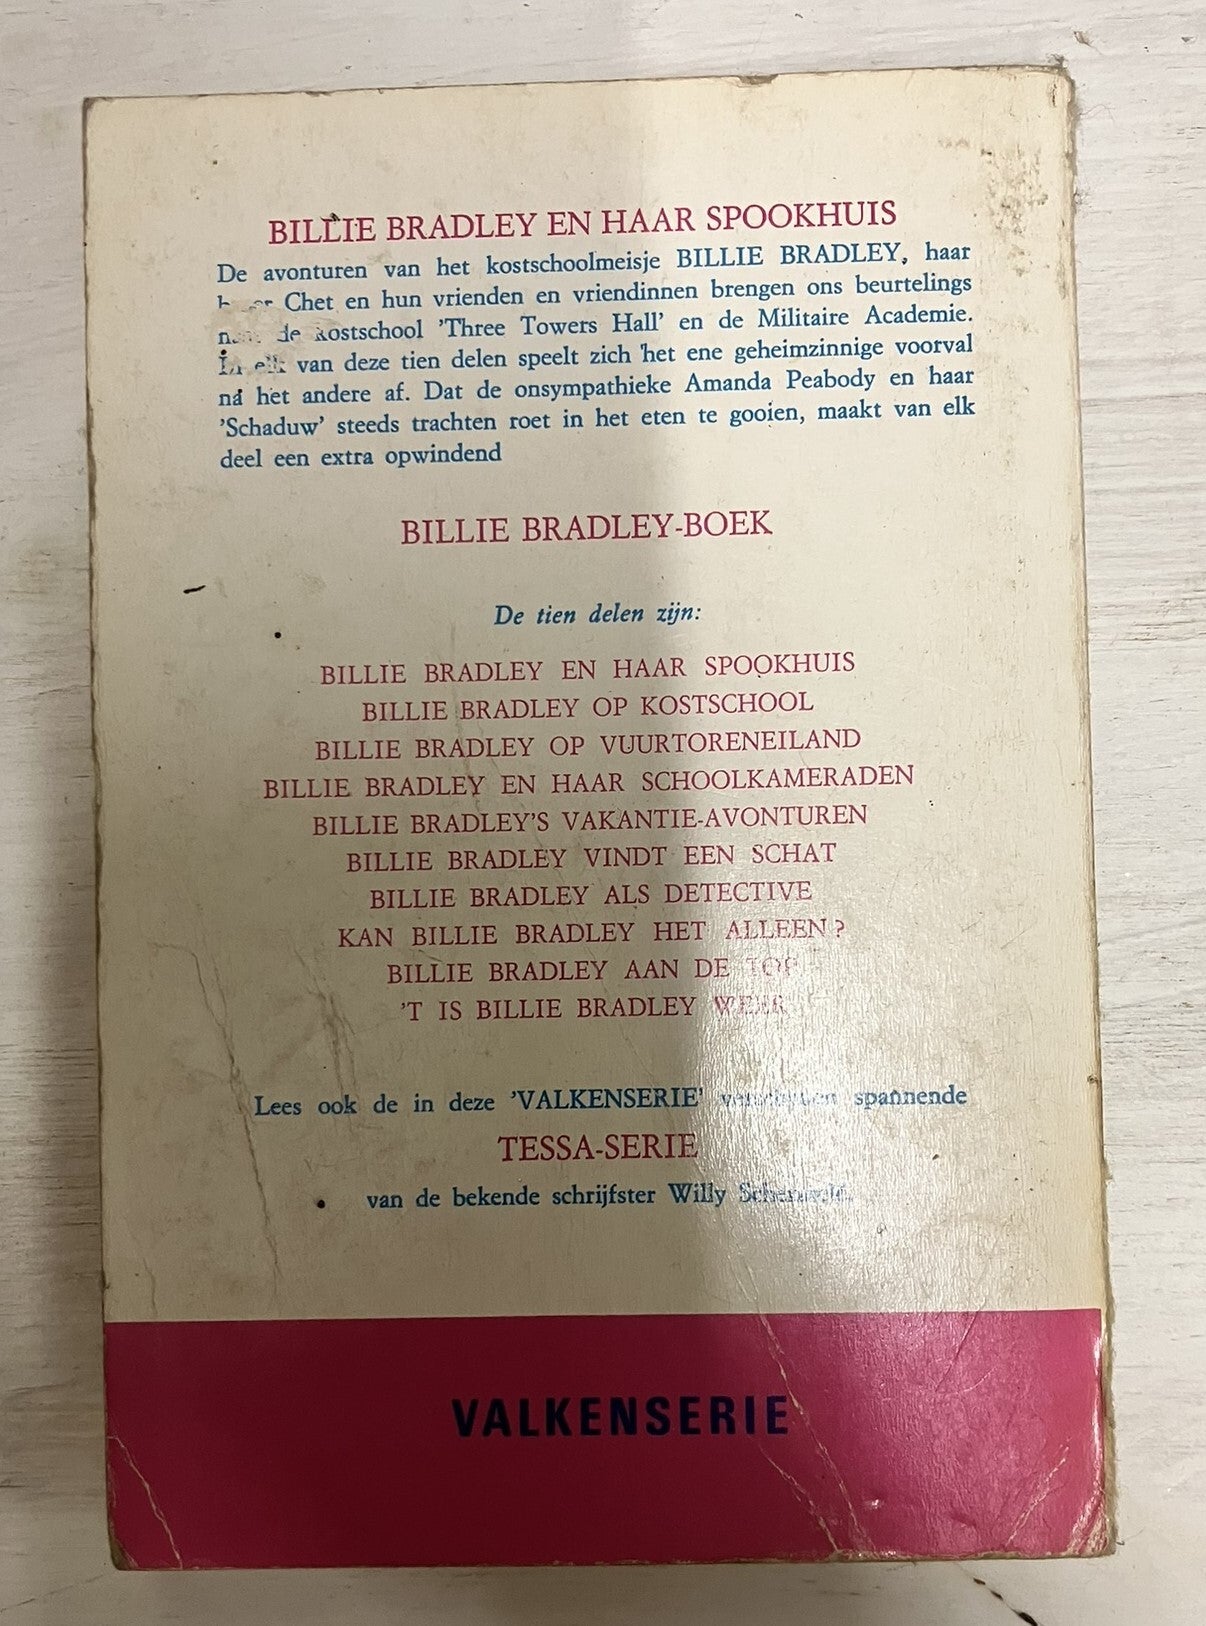 BILLIE BRADLEY EN HAAR SPOOKHUIS
De avonturen van het kostschoolmeisje BILLIE BRADLEY, haar
Chet en hun vrienden en vriendinnen brengen ons beurtelings
de kostschool 'Three Towers Hall' en de Militaire Academie.
In elk van deze tien delen speelt zich het ene geheimzinnige voorval
ná het andere af. Dat de onsympathieke Amanda Peabody en haar
'Schaduw' steeds trachten roet in het eten te gooien, maakt van elk
deel een extra opwindend
BILLIE BRADLEY-BOEK
De tien delen zijn:
BILLIE BRADLEY EN HAAR SPOOKHUIS
BILLIE BRADLEY OP KOSTSCHOOL
BILLIE BRADLEY OP VUURTORENEILAND
BILLIE BRADLEY EN HAAR SCHOOLKAMERADEN
BILLIE BRADLEY'S VAKANTIE-AVONTUREN
BILLIE BRADLEY VINDT EEN SCHAT
BILLIE BRADLEY ALS DETECTIVE
KAN BILLIE BRADLEY HET ALLEEN?
BILLIE BRADLEY AAN DE TOP
'T IS BILLIE BRADLEY WEER
Lees ook de in deze 'VALKENSERIE' spannende
TESSA-SERIE
van de bekende schrijfster Willy
VALKENSERIE